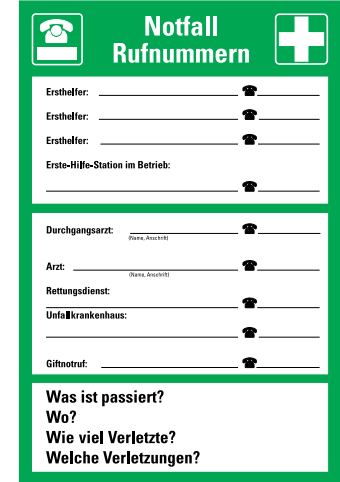 Notfall
Rufnummern
Ersthelfer:
Ersthelfer:
Ersthelfer:
Erste-Hilfe-Station im Betrieb:
Durchgangsarzt:
(Name, Anschrift)
Arzt:
(Name, Anschrift)
Rettungsdienst:
Unfallkrankenhaus:
Giftnotruf:
Was ist passiert?
Wo?
Wie viel Verletzte?
Welche Verletzungen?